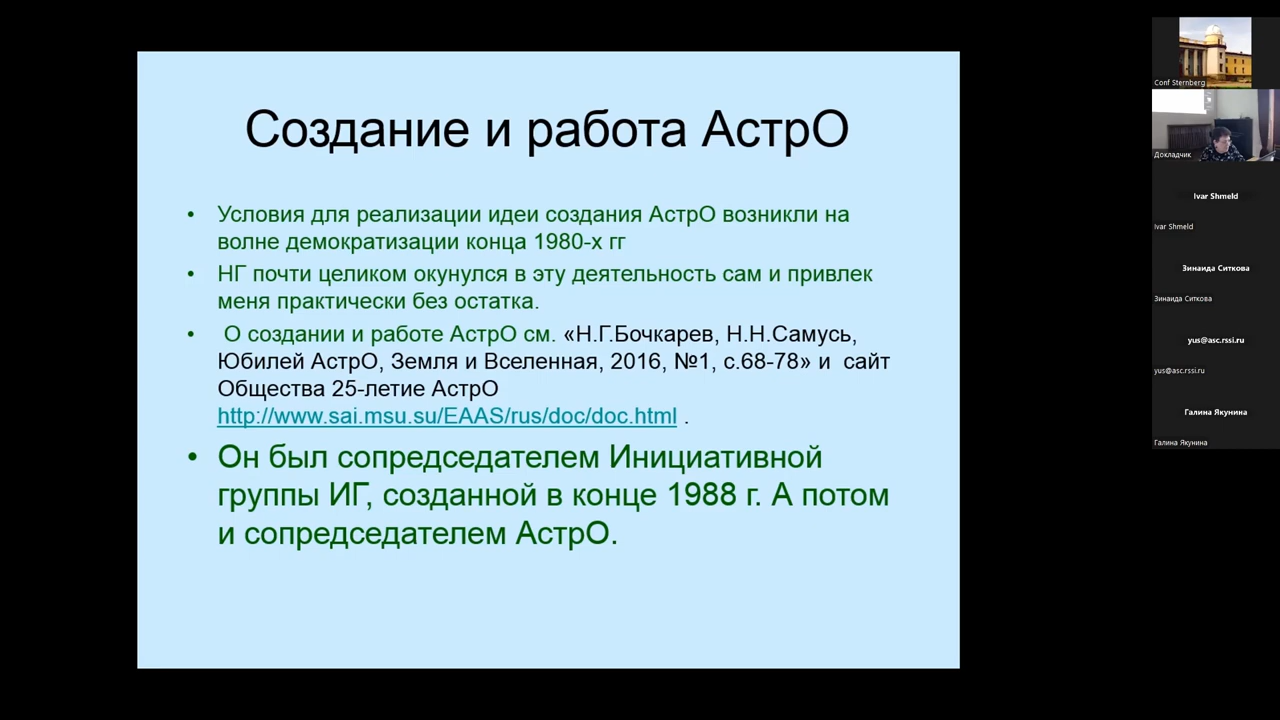 Создание и работа АстрО
• Условия для реализации идеи создания АстрО возникли на
волне демократизации конца 1980-х гг
• НГ почти целиком окунулся в эту деятельность сам и привлек
меня практически без остатка.
• О создании и работе АстрО см. «Н.Г.Бочкарев, Н.Н.Самусь,
Юбилей АстрО, Земля и Вселенная, 2016, №1, с.68-78» и сайт
Общества 25-летие АстрО
http://www.sai.msu.su/EAAS/rus/doc/doc.html .
• Он был сопредседателем Инициативной
группы ИГ, созданной в конце 1988 г. А потом
и сопредседателем АстрО.
Conf Sternberg
Докладчик
Ivar Shmeld
Ivar Shmeld
Зинаида Ситкова
Зинаида Ситкова
yus@asc.rssi.ru
yus@asc.rssi.ru
Галина Якунина
Галина Якунина